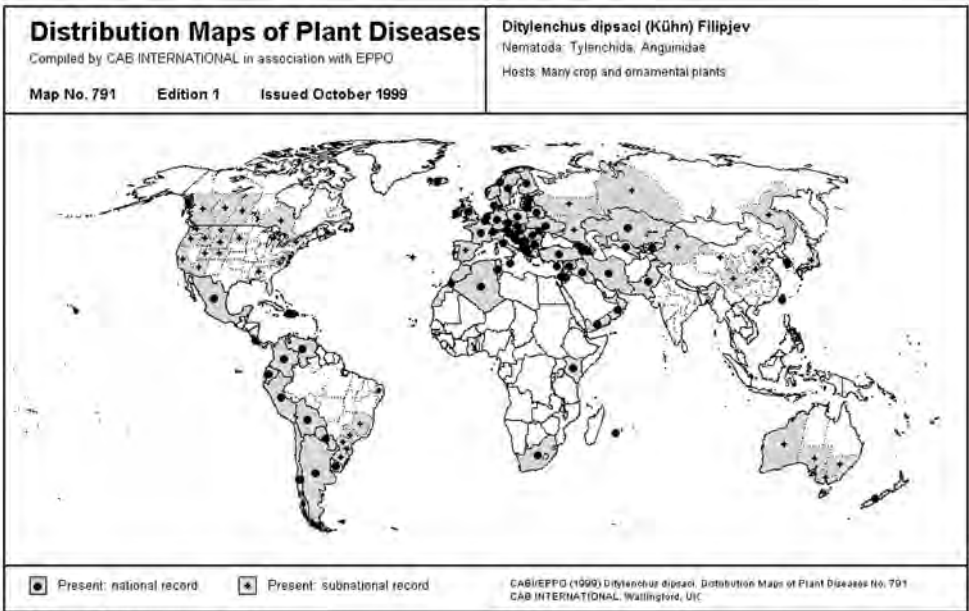 Distribution Maps of Plant Diseases
Compiled by CAB INTERNATIONAL in association with EPPO
Map No. 791 Edition 1 Issued October 1999
Ditylenchus dipsaci (Kühn) Filipjev
Nematoda: Tylenchida, Anguinidae
Hosts: Many crop and ornamental plants
Present: national record
Present: subnational record
CABI/EPPO (1999) Ditylenchus dipsaci. Distribution Maps of Plant Diseases No. 791
CAB INTERNATIONAL, Wallingford, UK